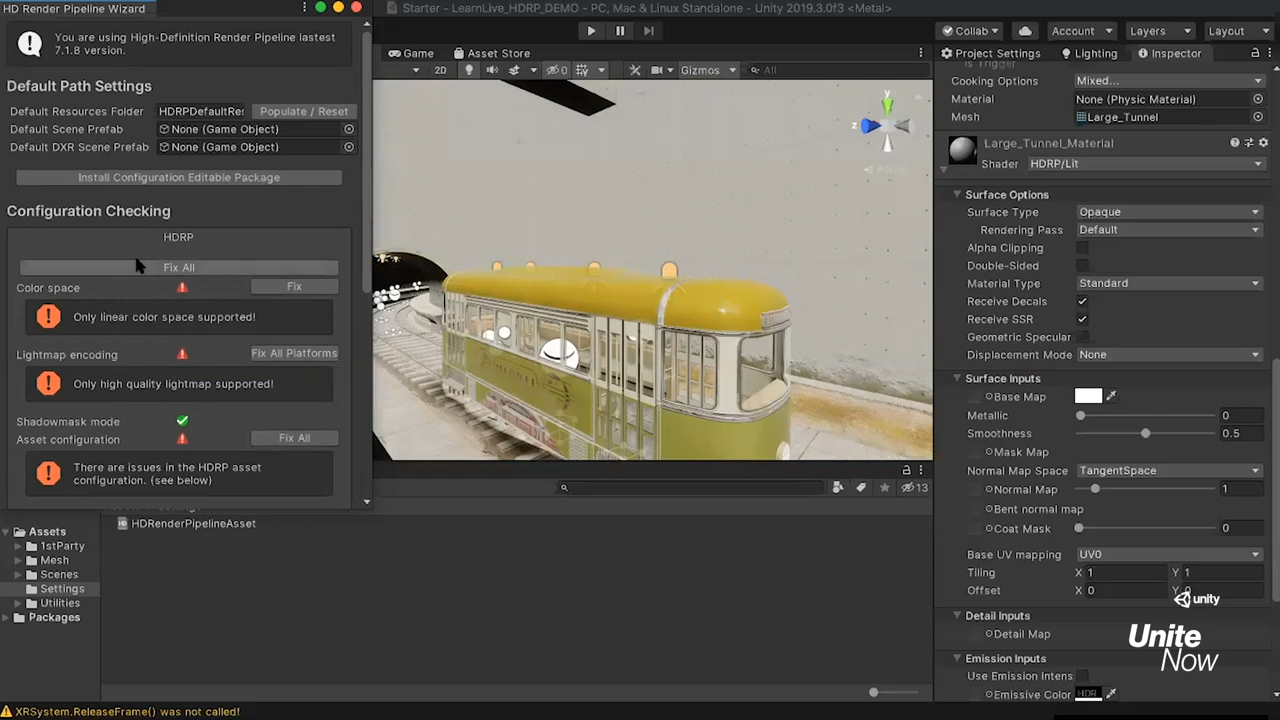 HD Render Pipeline Wizard
Starter - LearnLive_HDRP_DEMO - PC, Mac & Linux Standalone - Unity 2019.3.0f3 <Metal>
You are using High-Definition Render Pipeline lastest
7.1.8 version.
Default Path Settings
Default Resources Folder HDRPDefaultRes Populate / Reset
Default Scene Prefab None (Game Object)
Default DXR Scene Prefab None (Game Object)
Install Configuration Editable Package
Configuration Checking
HDRP
Fix All
Color space Fix
Only linear color space supported!
Lightmap encoding Fix All Platforms
Only high quality lightmap supported!
Shadowmask mode
Asset configuration Fix All
There are issues in the HDRP asset
configuration. (see below)
Collab Account Layers Layout
Game Asset Store
2D 0 Gizmos All
y
z
Project Settings Lighting Inspector
Is Trigger
Cooking Options Mixed...
Material None (Physic Material)
Mesh Large_Tunnel
Large_Tunnel_Material
Shader HDRP/Lit
Surface Options
Surface Type Opaque
Rendering Pass Default
Alpha Clipping
Double-Sided
Material Type Standard
Receive Decals
Receive SSR
Geometric Specular
Displacement Mode None
Surface Inputs
Base Map
Metallic 0
Smoothness 0.5
Mask Map
Normal Map Space TangentSpace
Normal Map 1
Bent normal map
Coat Mask 0
Base UV mapping UV0
Tiling X 1 Y 1
Offset X 0 Y 0
Detail Inputs
Detail Map
Emission Inputs
Use Emission Intens
Emissive Color HDR
13
HDRenderPipelineAsset
Assets
1stParty
Mesh
Scenes
Settings
Utilities
Packages
unity
Unite
Now
XRSystem.ReleaseFrame() was not called!